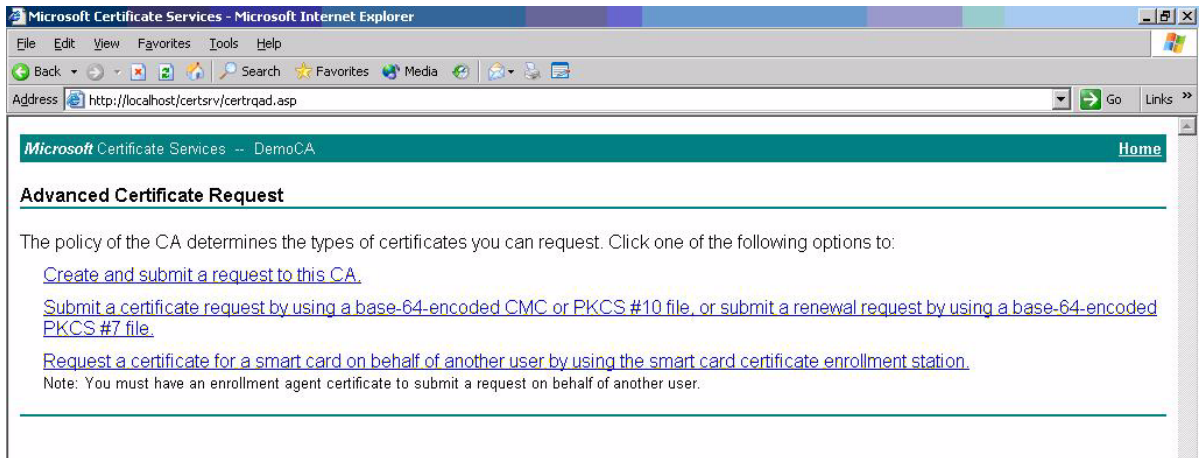 Microsoft Certificate Services - Microsoft Internet Explorer
File Edit View Favorites Tools Help
Back Search Favorites Media
Address http://localhost/certsrv/certrqad.asp Go Links »
Microsoft Certificate Services -- DemoCA Home
Advanced Certificate Request
The policy of the CA determines the types of certificates you can request. Click one of the following options to:
Create and submit a request to this CA.
Submit a certificate request by using a base-64-encoded CMC or PKCS #10 file, or submit a renewal request by using a base-64-encoded
PKCS #7 file.
Request a certificate for a smart card on behalf of another user by using the smart card certificate enrollment station.
Note: You must have an enrollment agent certificate to submit a request on behalf of another user.